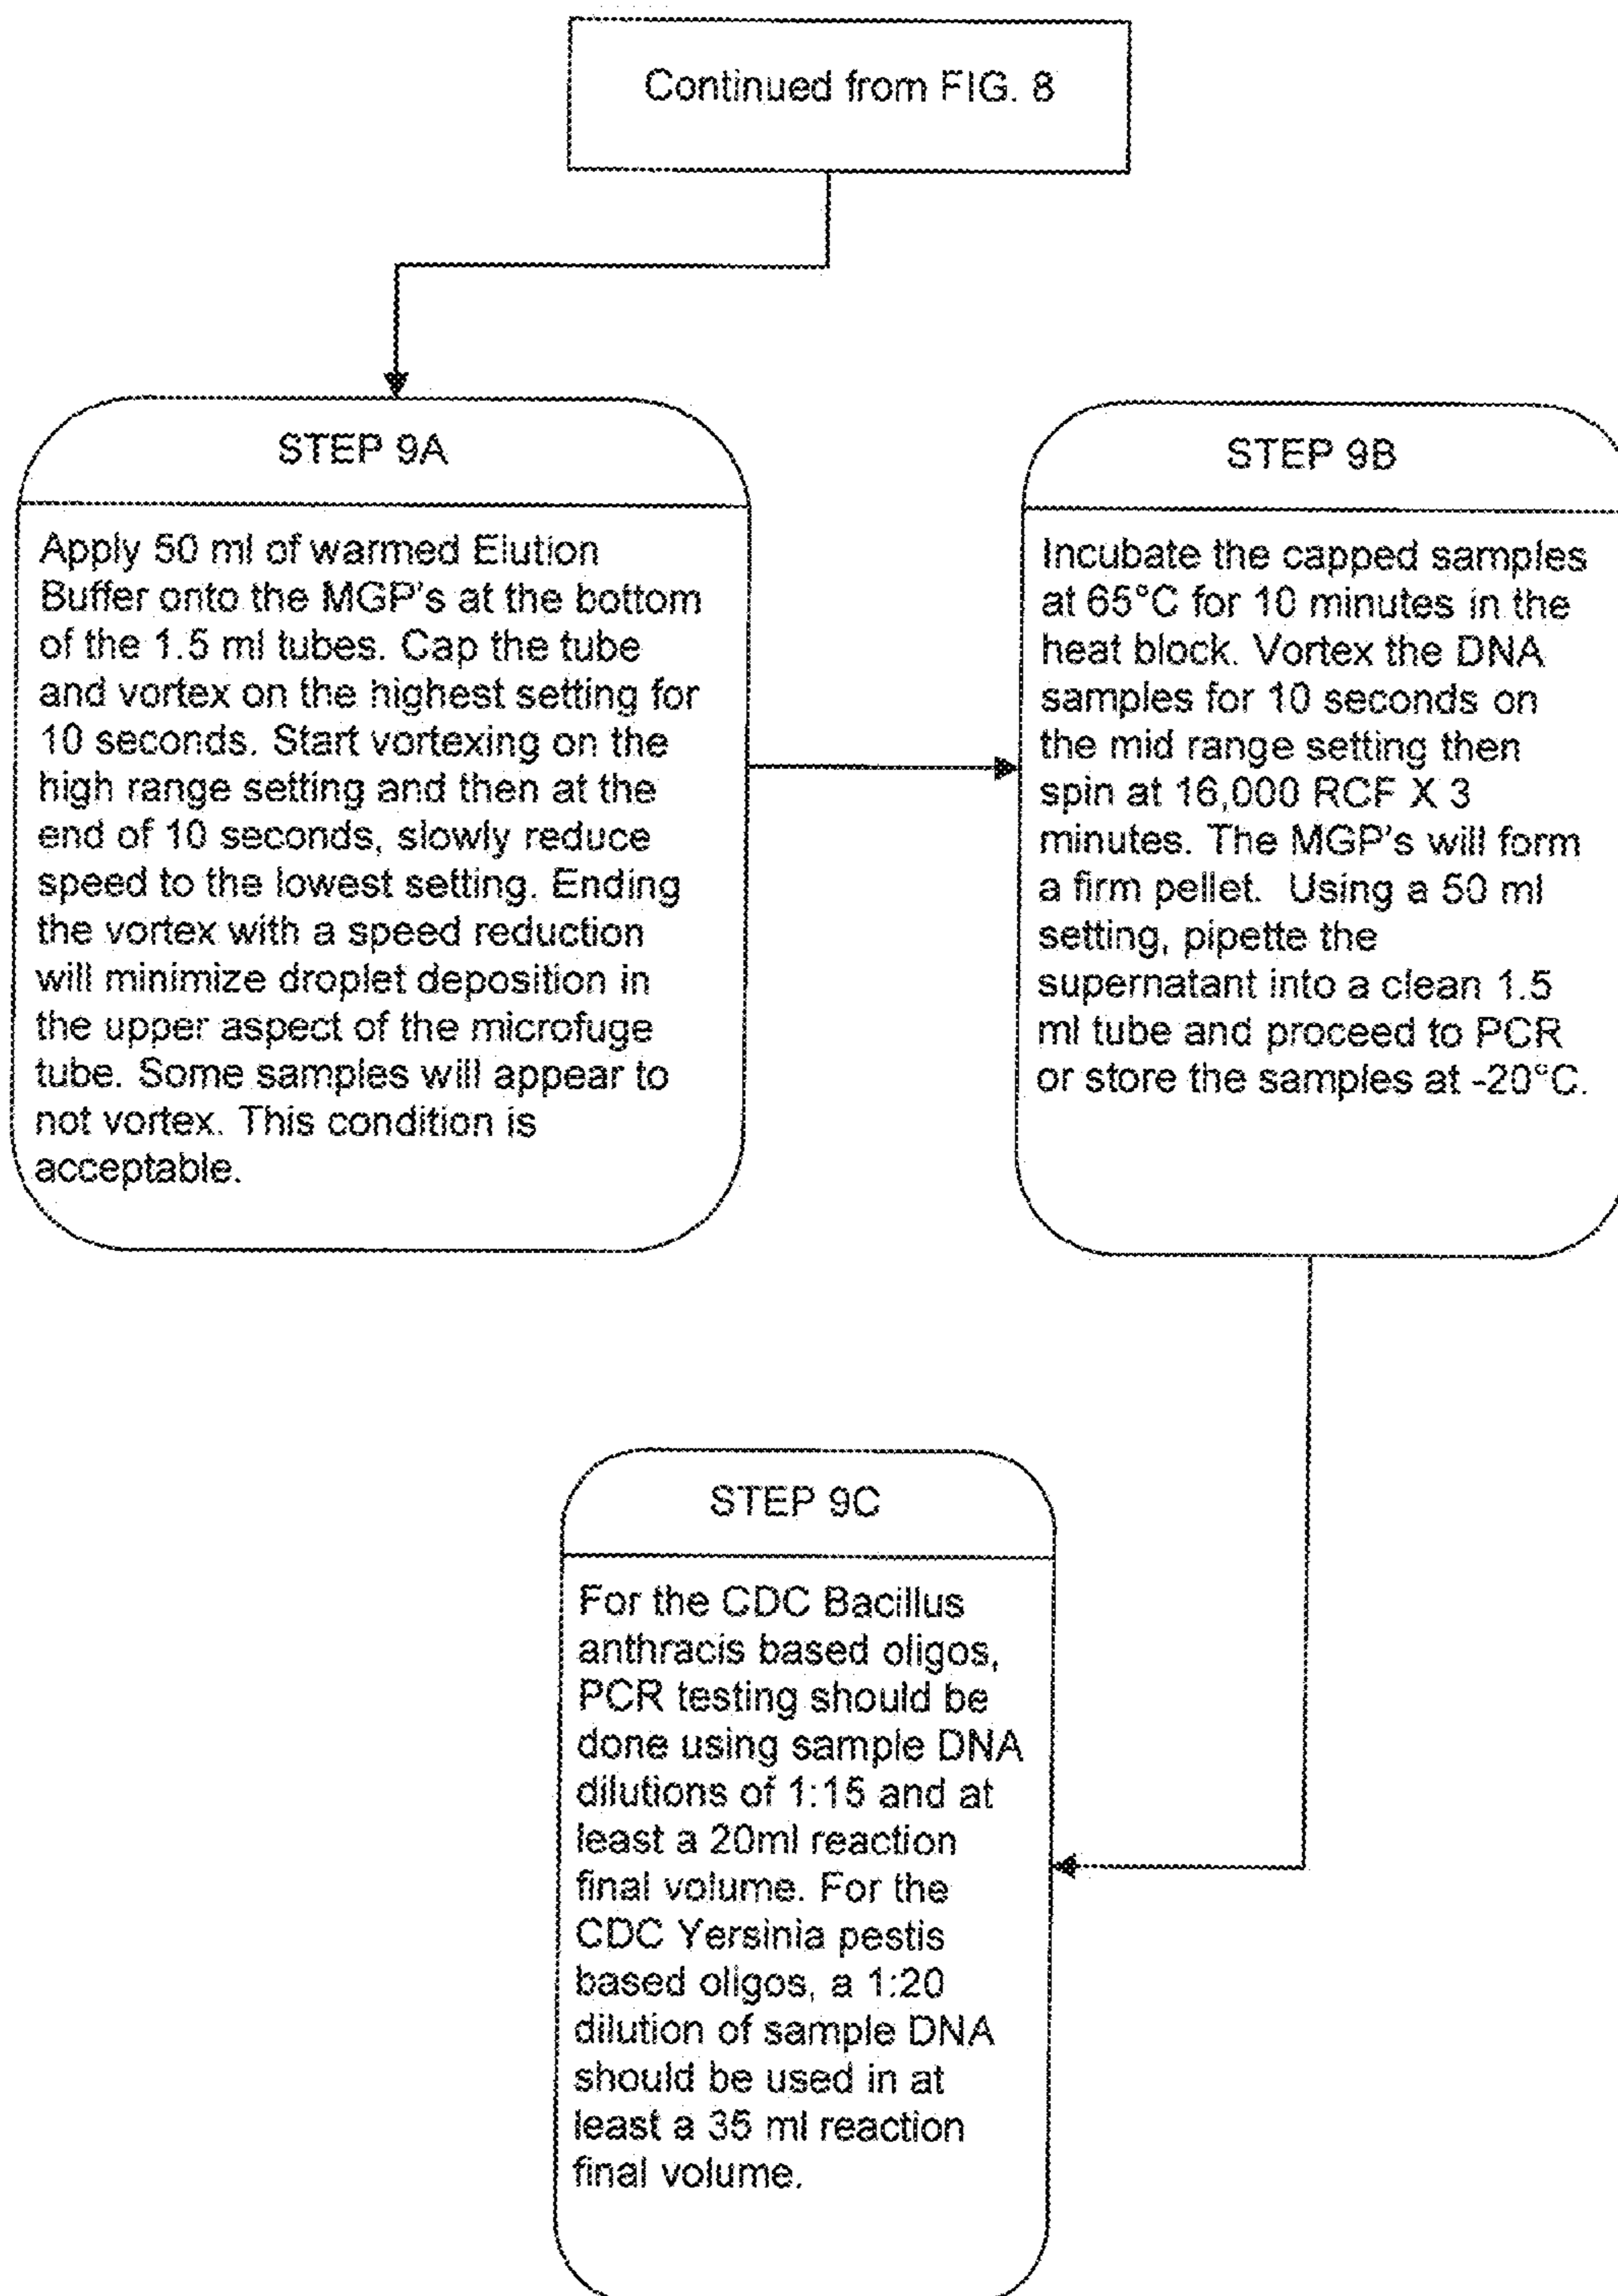 Continued from FIG. 8
STEP 9A
Apply 50 ml of warmed Elution
Buffer onto the MGP's at the bottom
of the 1.5 ml tubes. Cap the tube
and vortex on the highest setting for
10 seconds. Start vortexing on the
high range setting and then at the
end of 10 seconds, slowly reduce
speed to the lowest setting. Ending
the vortex with a speed reduction
will minimize droplet deposition in
the upper aspect of the microfuge
tube. Some samples will appear to
not vortex. This condition is
acceptable.
STEP 9B
Incubate the capped samples
at 65°C for 10 minutes in the
heat block. Vortex the DNA
samples for 10 seconds on
the mid range setting then
spin at 16,000 RCF X 3
minutes. The MGP's will form
a firm pellet. Using a 50 ml
setting, pipette the
supernatant into a clean 1.5
ml tube and proceed to PCR
or store the samples at -20°C.
STEP 9C
For the CDC Bacillus
anthracis based oligos,
PCR testing should be
done using sample DNA
dilutions of 1:15 and at
least a 20ml reaction
final volume. For the
CDC Yersinia pestis
based oligos, a 1:20
dilution of sample DNA
should be used in at
least a 35 ml reaction
final volume.